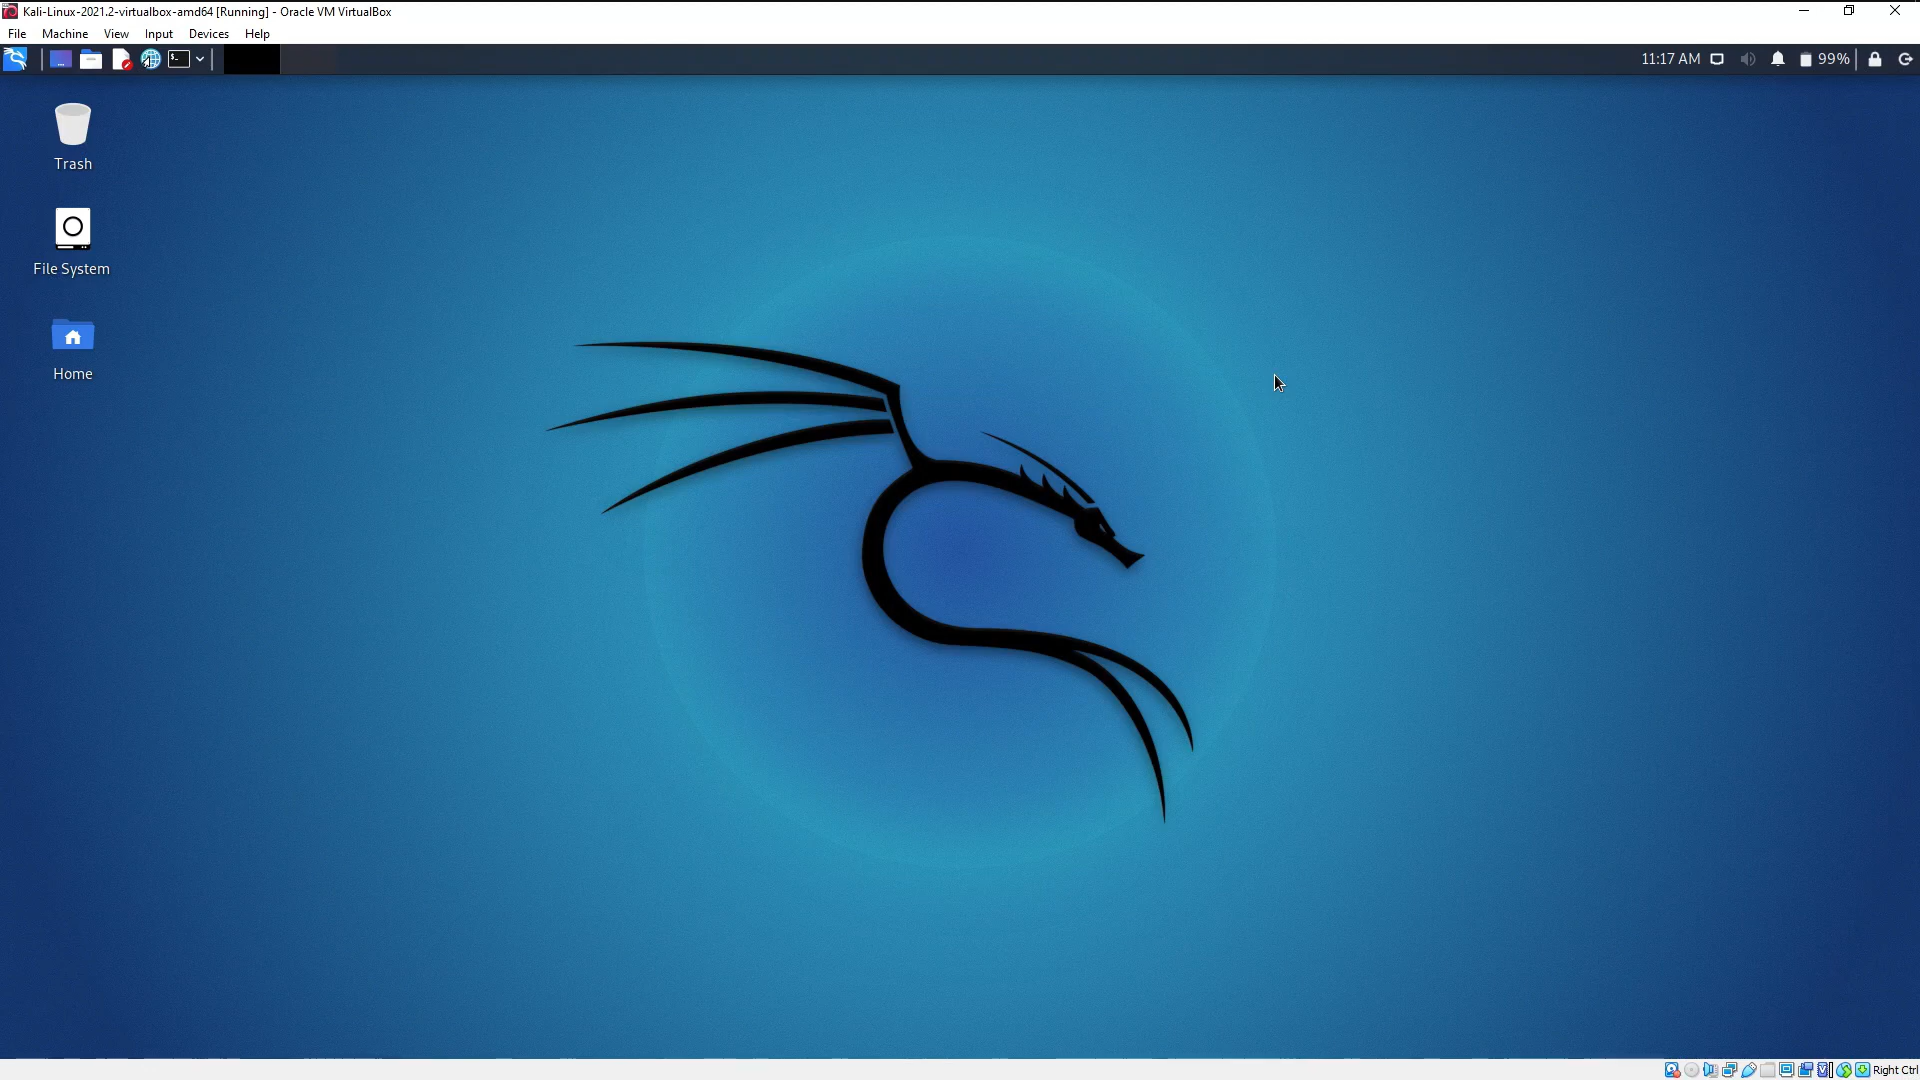 Kali-Linux-2021.2-virtualbox-amd64 [Running] - Oracle VM VirtualBox
File Machine View Input Devices Help
11:17 AM 99%
Trash
File System
Home
Right Ctrl